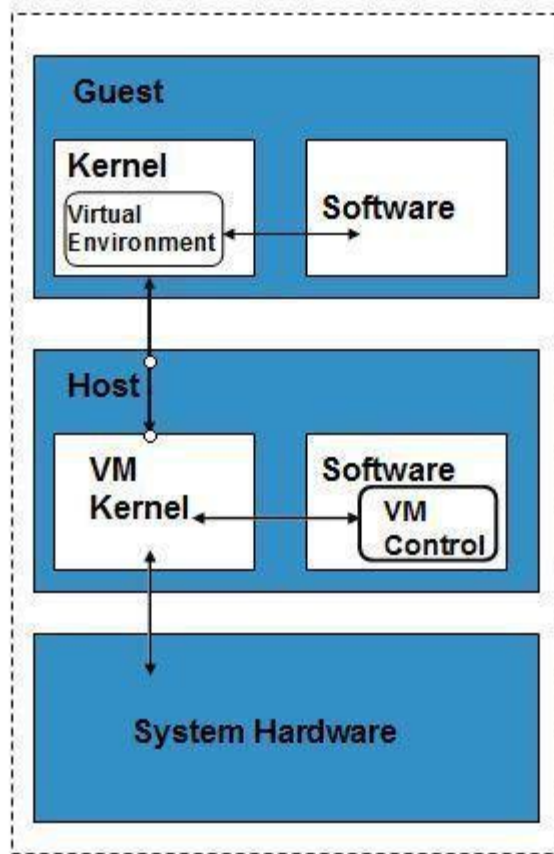 Guest
Kernel
Virtual
Environment
Software
Host
VM
Kernel
Software
VM
Control
System Hardware